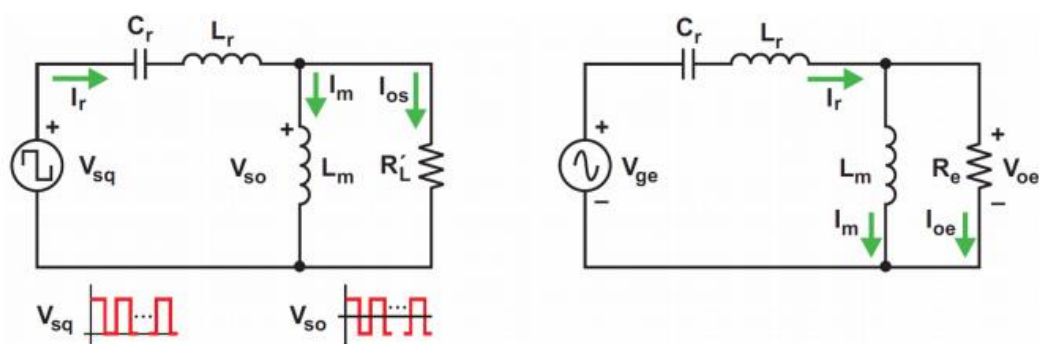 Cr Lr Cr Lr
Ir Im Ios Ir
+ + + +
Vsq Vso Lm R′L Vge Lm Re Voe
− −
Im Ioe
Vsq ... Vso ...